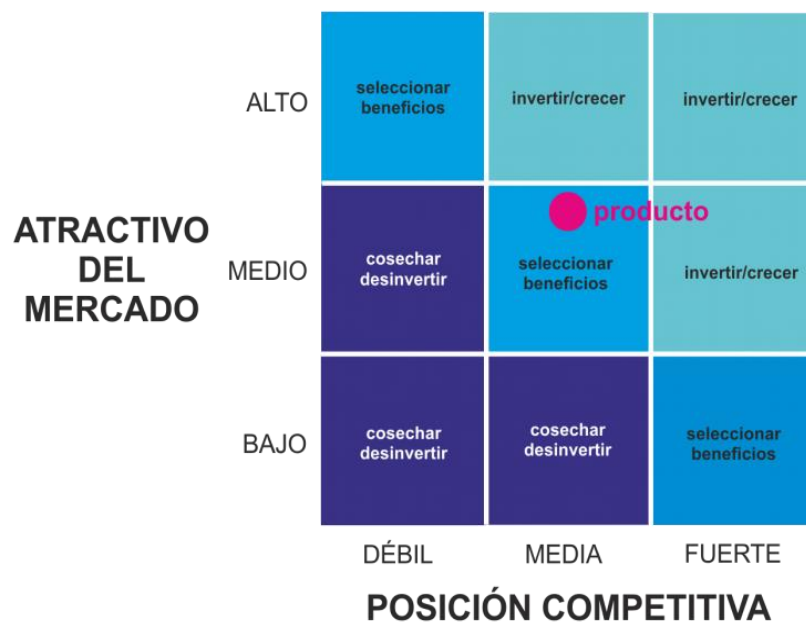 ATRACTIVO
DEL
MERCADO
ALTO
seleccionar
beneficios
invertir/crecer
invertir/crecer
producto
MEDIO
cosechar
desinvertir
seleccionar
beneficios
invertir/crecer
BAJO
cosechar
desinvertir
cosechar
desinvertir
seleccionar
beneficios
DÉBIL
MEDIA
FUERTE
POSICIÓN COMPETITIVA